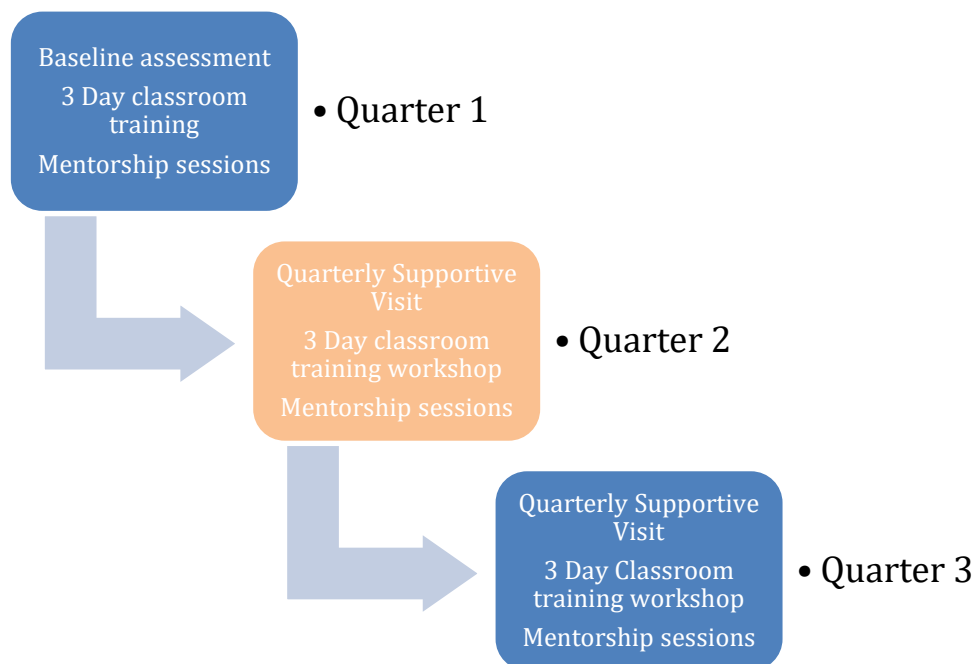 Baseline assessment
3 Day classroom
training
Mentorship sessions
• Quarter 1
Quarterly Supportive
Visit
3 Day classroom
training workshop
Mentorship sessions
• Quarter 2
Quarterly Supportive
Visit
3 Day Classroom
training workshop
Mentorship sessions
• Quarter 3